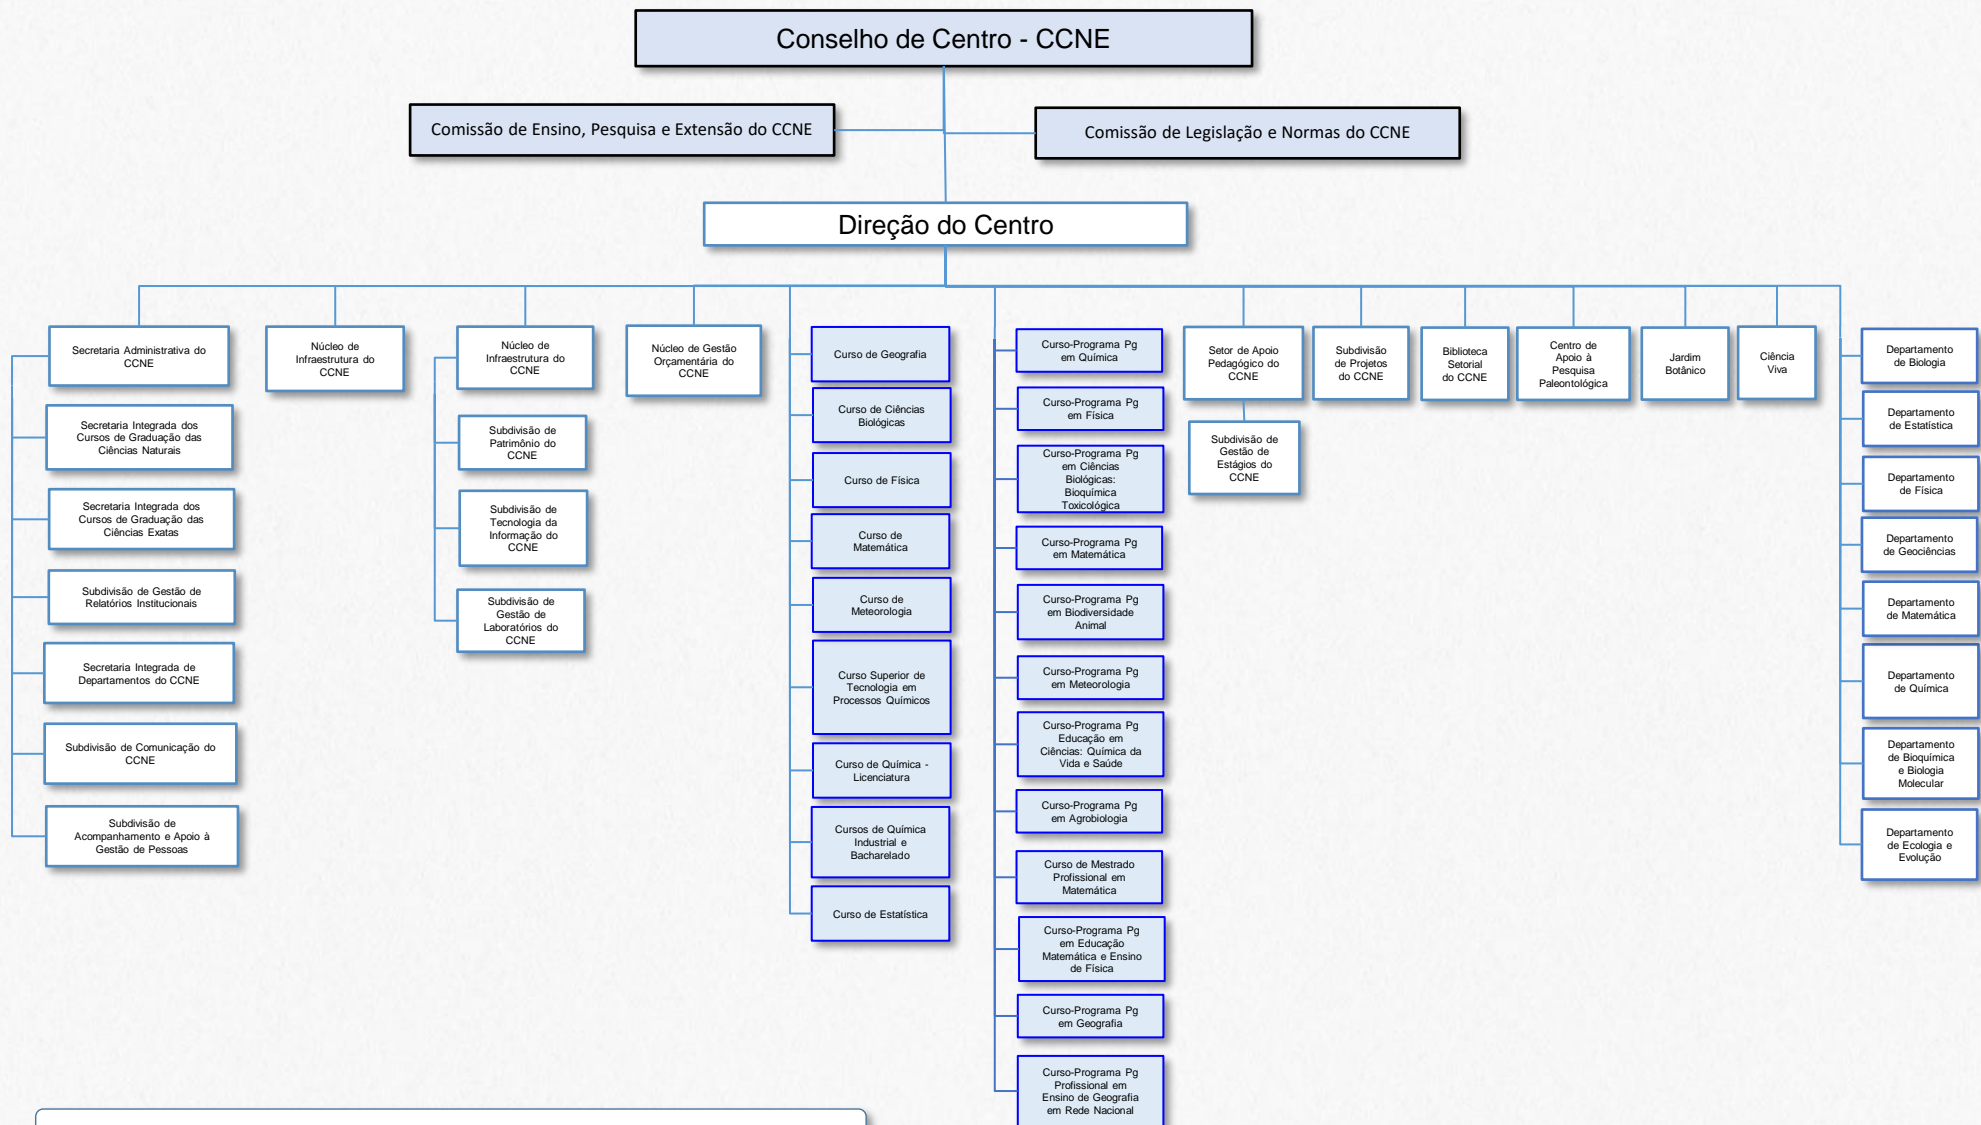 Conselho de Centro - CCNE
Comissão de Ensino, Pesquisa e Extensão do CCNE
Comissão de Legislação e Normas do CCNE
Direção do Centro
Secretaria Administrativa do
CCNE
Secretaria Integrada dos
Cursos de Graduação das
Ciências Naturais
Secretaria Integrada dos
Cursos de Graduação das
Ciências Exatas
Subdivisão de Gestão de
Relatórios Institucionais
Secretaria Integrada de
Departamentos do CCNE
Subdivisão de Comunicação do
CCNE
Subdivisão de
Acompanhamento e Apoio à
Gestão de Pessoas
Núcleo de
Infraestrutura do
CCNE
Núcleo de
Infraestrutura do
CCNE
Subdivisão de
Patrimônio do
CCNE
Subdivisão de
Tecnologia da
Informação do
CCNE
Subdivisão de
Gestão de
Laboratórios do
CCNE
Núcleo de Gestão
Orçamentária do
CCNE
Curso de Geografia
Curso de Ciências
Biológicas
Curso de Física
Curso de
Matemática
Curso de
Meteorologia
Curso Superior de
Tecnologia em
Processos Químicos
Curso de Química -
Licenciatura
Cursos de Química
Industrial e
Bacharelado
Curso de Estatística
Curso-Programa Pg
em Química
Curso-Programa Pg
em Física
Curso-Programa Pg
em Ciências
Biológicas:
Bioquímica
Toxicológica
Curso-Programa Pg
em Matemática
Curso-Programa Pg
em Biodiversidade
Animal
Curso-Programa Pg
em Meteorologia
Curso-Programa Pg
Educação em
Ciências: Química da
Vida e Saúde
Curso-Programa Pg
em Agrobiologia
Curso de Mestrado
Profissional em
Matemática
Curso-Programa Pg
em Educação
Matemática e Ensino
de Física
Curso-Programa Pg
em Geografia
Curso-Programa Pg
Profissional em
Ensino de Geografia
em Rede Nacional
Setor de Apoio
Pedagógico do
CCNE
Subdivisão de
Gestão de
Estágios do
CCNE
Subdivisão
de Projetos
do CCNE
Biblioteca
Setorial
do CCNE
Centro de
Apoio à
Pesquisa
Paleontológica
Jardim
Botânico
Ciência
Viva
Departamento
de Biologia
Departamento
de Estatística
Departamento
de Física
Departamento
de Geociências
Departamento
de Matemática
Departamento
de Química
Departamento
de Bioquímica
e Biologia
Molecular
Departamento
de Ecologia e
Evolução